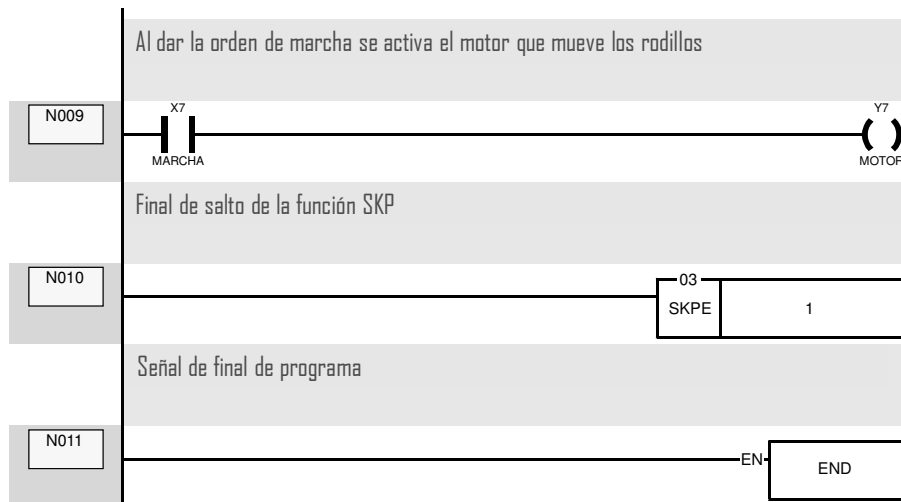 Al dar la orden de marcha se activa el motor que mueve los rodillos
N009
X7
Y7
MARCHA
MOTOR
Final de salto de la función SKP
N010
03
SKPE
1
Señal de final de programa
N011
EN
END